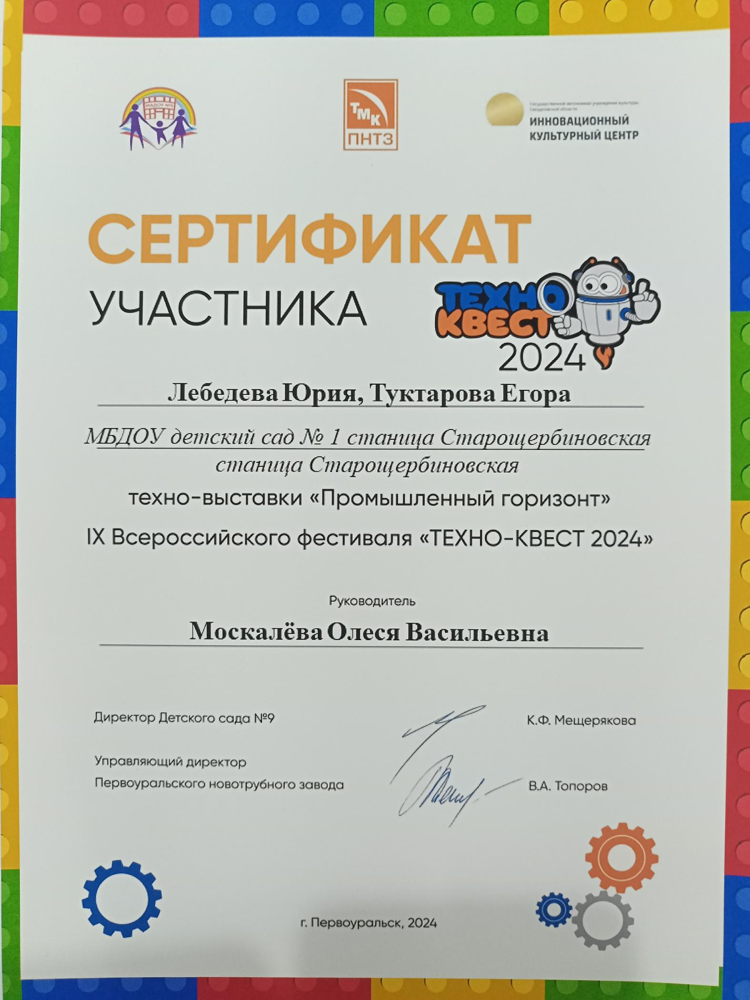 МАДОУ №9
ТМК
ПНТЗ
Государственное автономное учреждение культуры
Свердловской области
ИННОВАЦИОННЫЙ
КУЛЬТУРНЫЙ ЦЕНТР
СЕРТИФИКАТ
УЧАСТНИКА
ТЕХНО
КВЕСТ
2024
Лебедева Юрия, Туктарова Егора
МБДОУ детский сад № 1 станица Старощербиновская
станица Старощербиновская
техно-выставки «Промышленный горизонт»
IX Всероссийского фестиваля «ТЕХНО-КВЕСТ 2024»
Руководитель
Москалёва Олеся Васильевна
Директор Детского сада №9
К.Ф. Мещерякова
Управляющий директор
Первоуральского новотрубного завода
В.А. Топоров
г. Первоуральск, 2024